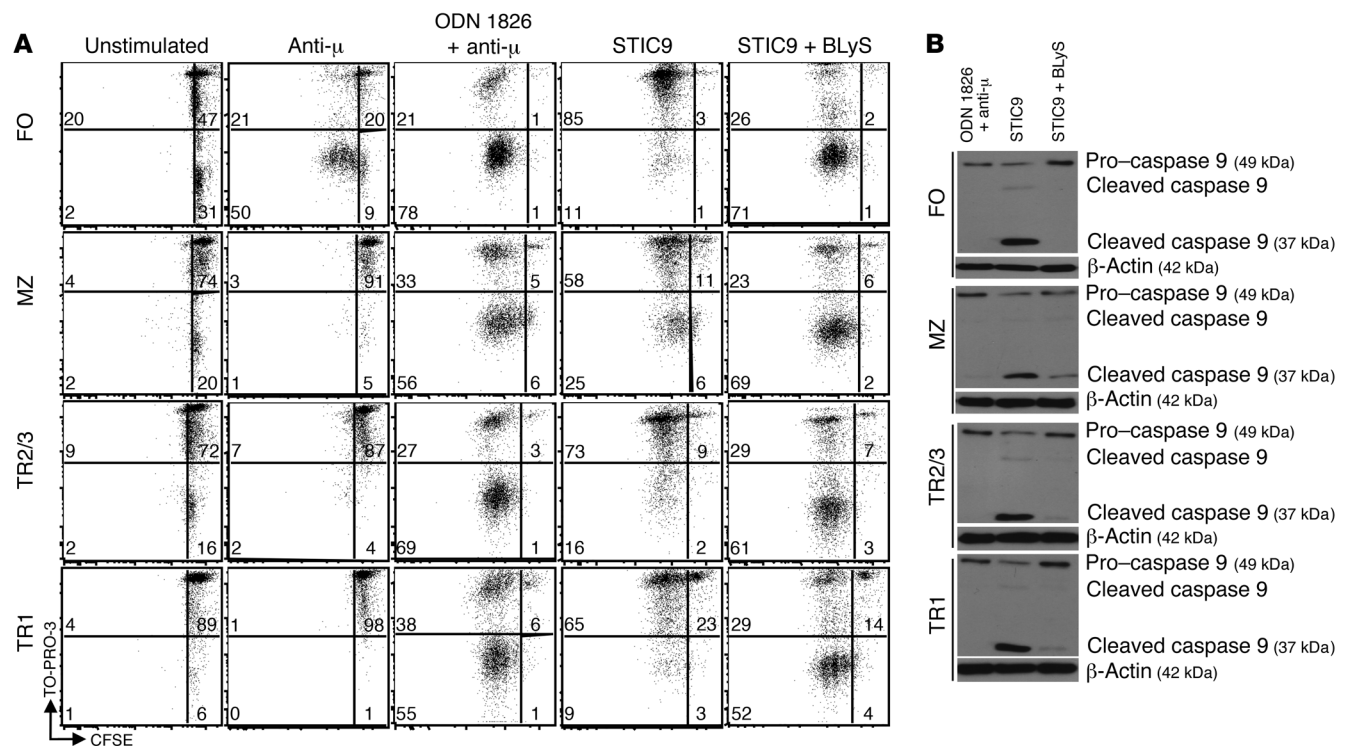 A
B
Unstimulated
Anti-μ
ODN 1826
+ anti-μ
STIC9
STIC9 + BLyS
FO
20 47
2 31
21 20
50 9
21 1
78 1
85 3
11 1
26 2
71 1
MZ
4 74
2 20
3 91
1 5
33 5
56 6
58 11
25 6
23 6
69 2
TR2/3
9 72
2 16
7 87
2 4
27 3
69 1
73 9
16 2
29 7
61 3
TR1
4 89
1 6
1 98
0 1
38 6
55 1
65 23
9 3
29 14
52 4
TO-PRO-3
CFSE
ODN 1826
+ anti-μ
STIC9
STIC9 + BLyS
FO
Pro–caspase 9 (49 kDa)
Cleaved caspase 9
Cleaved caspase 9 (37 kDa)
β-Actin (42 kDa)
MZ
Pro–caspase 9 (49 kDa)
Cleaved caspase 9
Cleaved caspase 9 (37 kDa)
β-Actin (42 kDa)
TR2/3
Pro–caspase 9 (49 kDa)
Cleaved caspase 9
Cleaved caspase 9 (37 kDa)
β-Actin (42 kDa)
TR1
Pro–caspase 9 (49 kDa)
Cleaved caspase 9
Cleaved caspase 9 (37 kDa)
β-Actin (42 kDa)